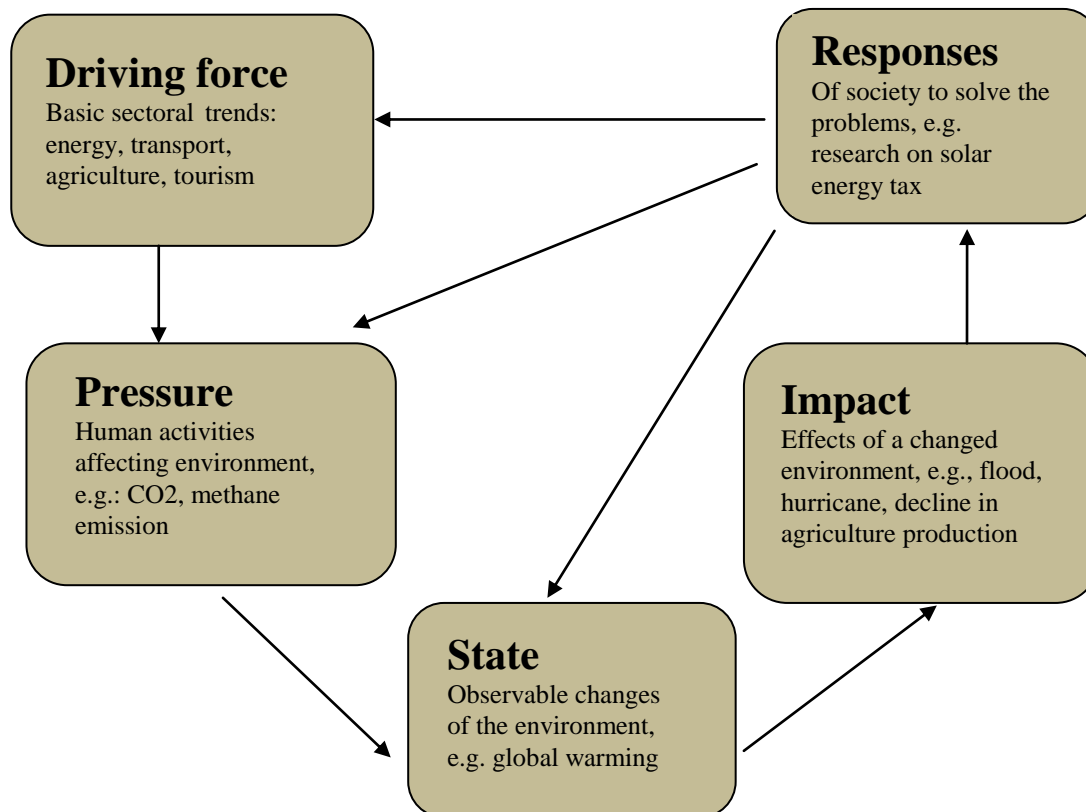 Driving force
Basic sectoral trends:
energy, transport,
agriculture, tourism
Responses
Of society to solve the
problems, e.g.
research on solar
energy tax
Pressure
Human activities
affecting environment,
e.g.: CO2, methane
emission
Impact
Effects of a changed
environment, e.g., flood,
hurricane, decline in
agriculture production
State
Observable changes
of the environment,
e.g. global warming